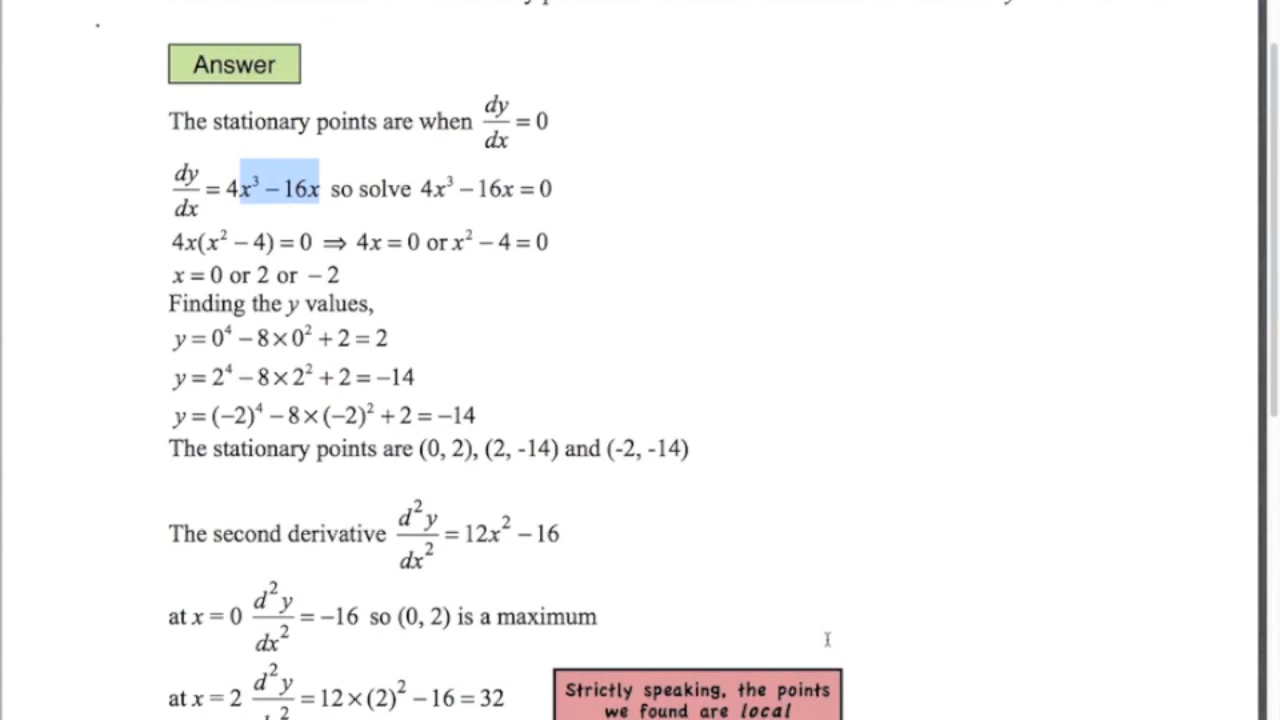 Answer
The stationary points are when dy/dx = 0
dy/dx = 4x³ – 16x so solve 4x³ – 16x = 0
4x(x² – 4) = 0 ⇒ 4x = 0 or x² – 4 = 0
x = 0 or 2 or – 2
Finding the y values,
y = 0⁴ – 8×0² + 2 = 2
y = 2⁴ – 8×2² + 2 = –14
y = (–2)⁴ – 8×(–2)² + 2 = –14
The stationary points are (0, 2), (2, -14) and (-2, -14)
The second derivative d²y/dx² = 12x² – 16
at x = 0 d²y/dx² = –16 so (0, 2) is a maximum
at x = 2 d²y/dx² = 12×(2)² – 16 = 32
Strictly speaking, the points
we found are local